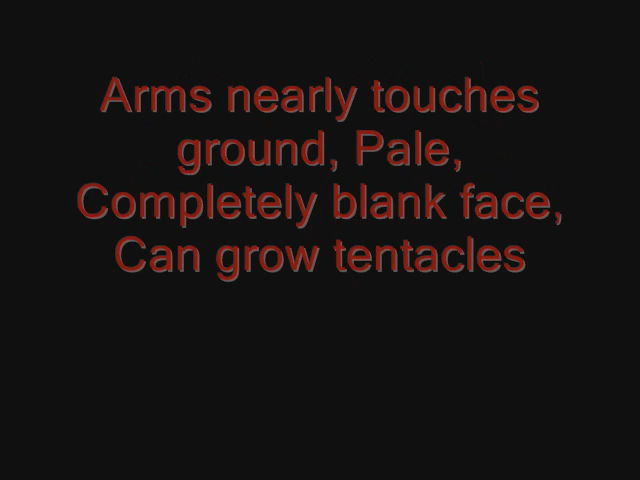 Arms nearly touches
ground, Pale,
Completely blank face,
Can grow tentacles